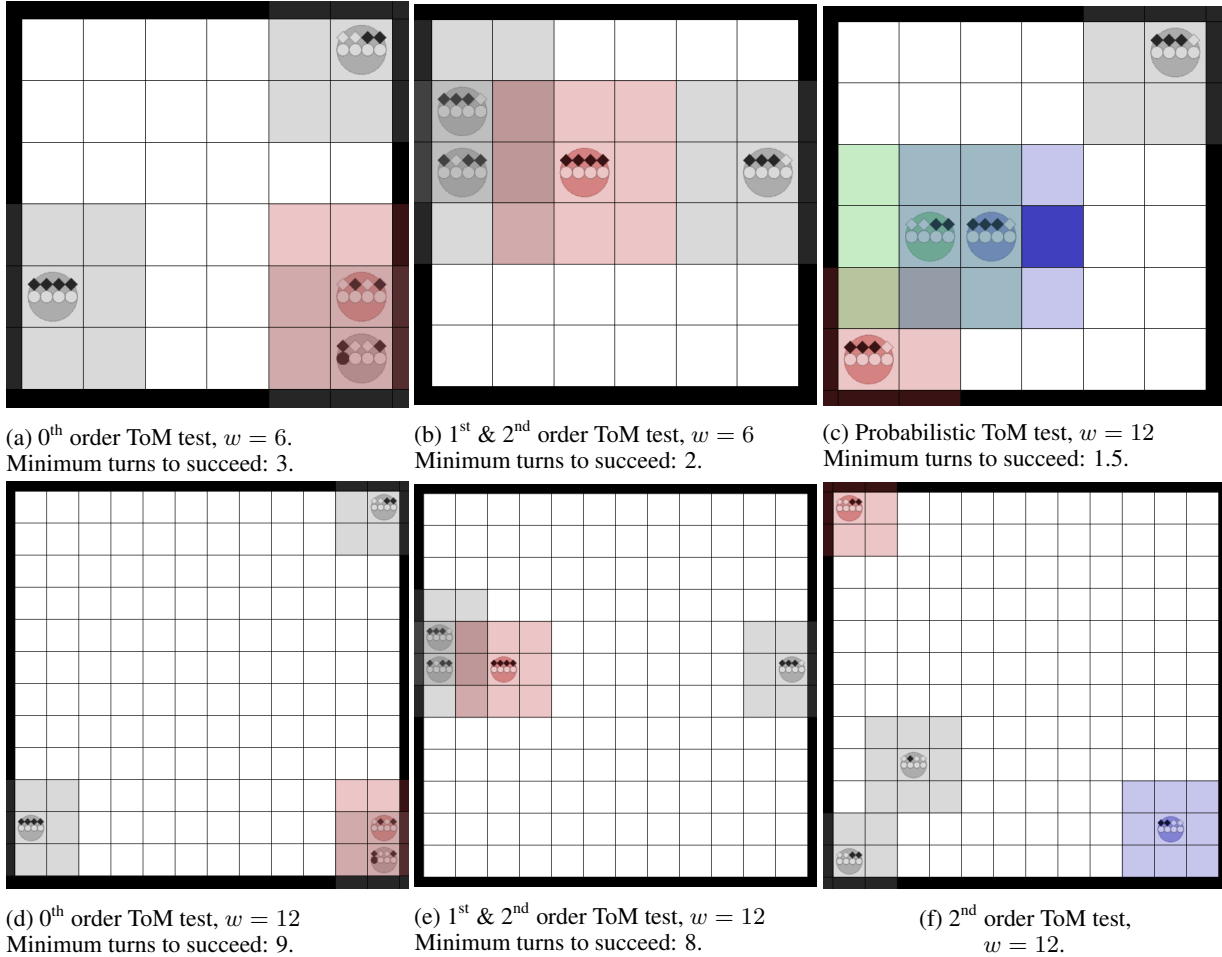 (a) 0th order ToM test, w = 6.
Minimum turns to succeed: 3.
(b) 1st & 2nd order ToM test, w = 6
Minimum turns to succeed: 2.
(c) Probabilistic ToM test, w = 12
Minimum turns to succeed: 1.5.
(d) 0th order ToM test, w = 12
Minimum turns to succeed: 9.
(e) 1st & 2nd order ToM test, w = 12
Minimum turns to succeed: 8.
(f) 2nd order ToM test,
w = 12.